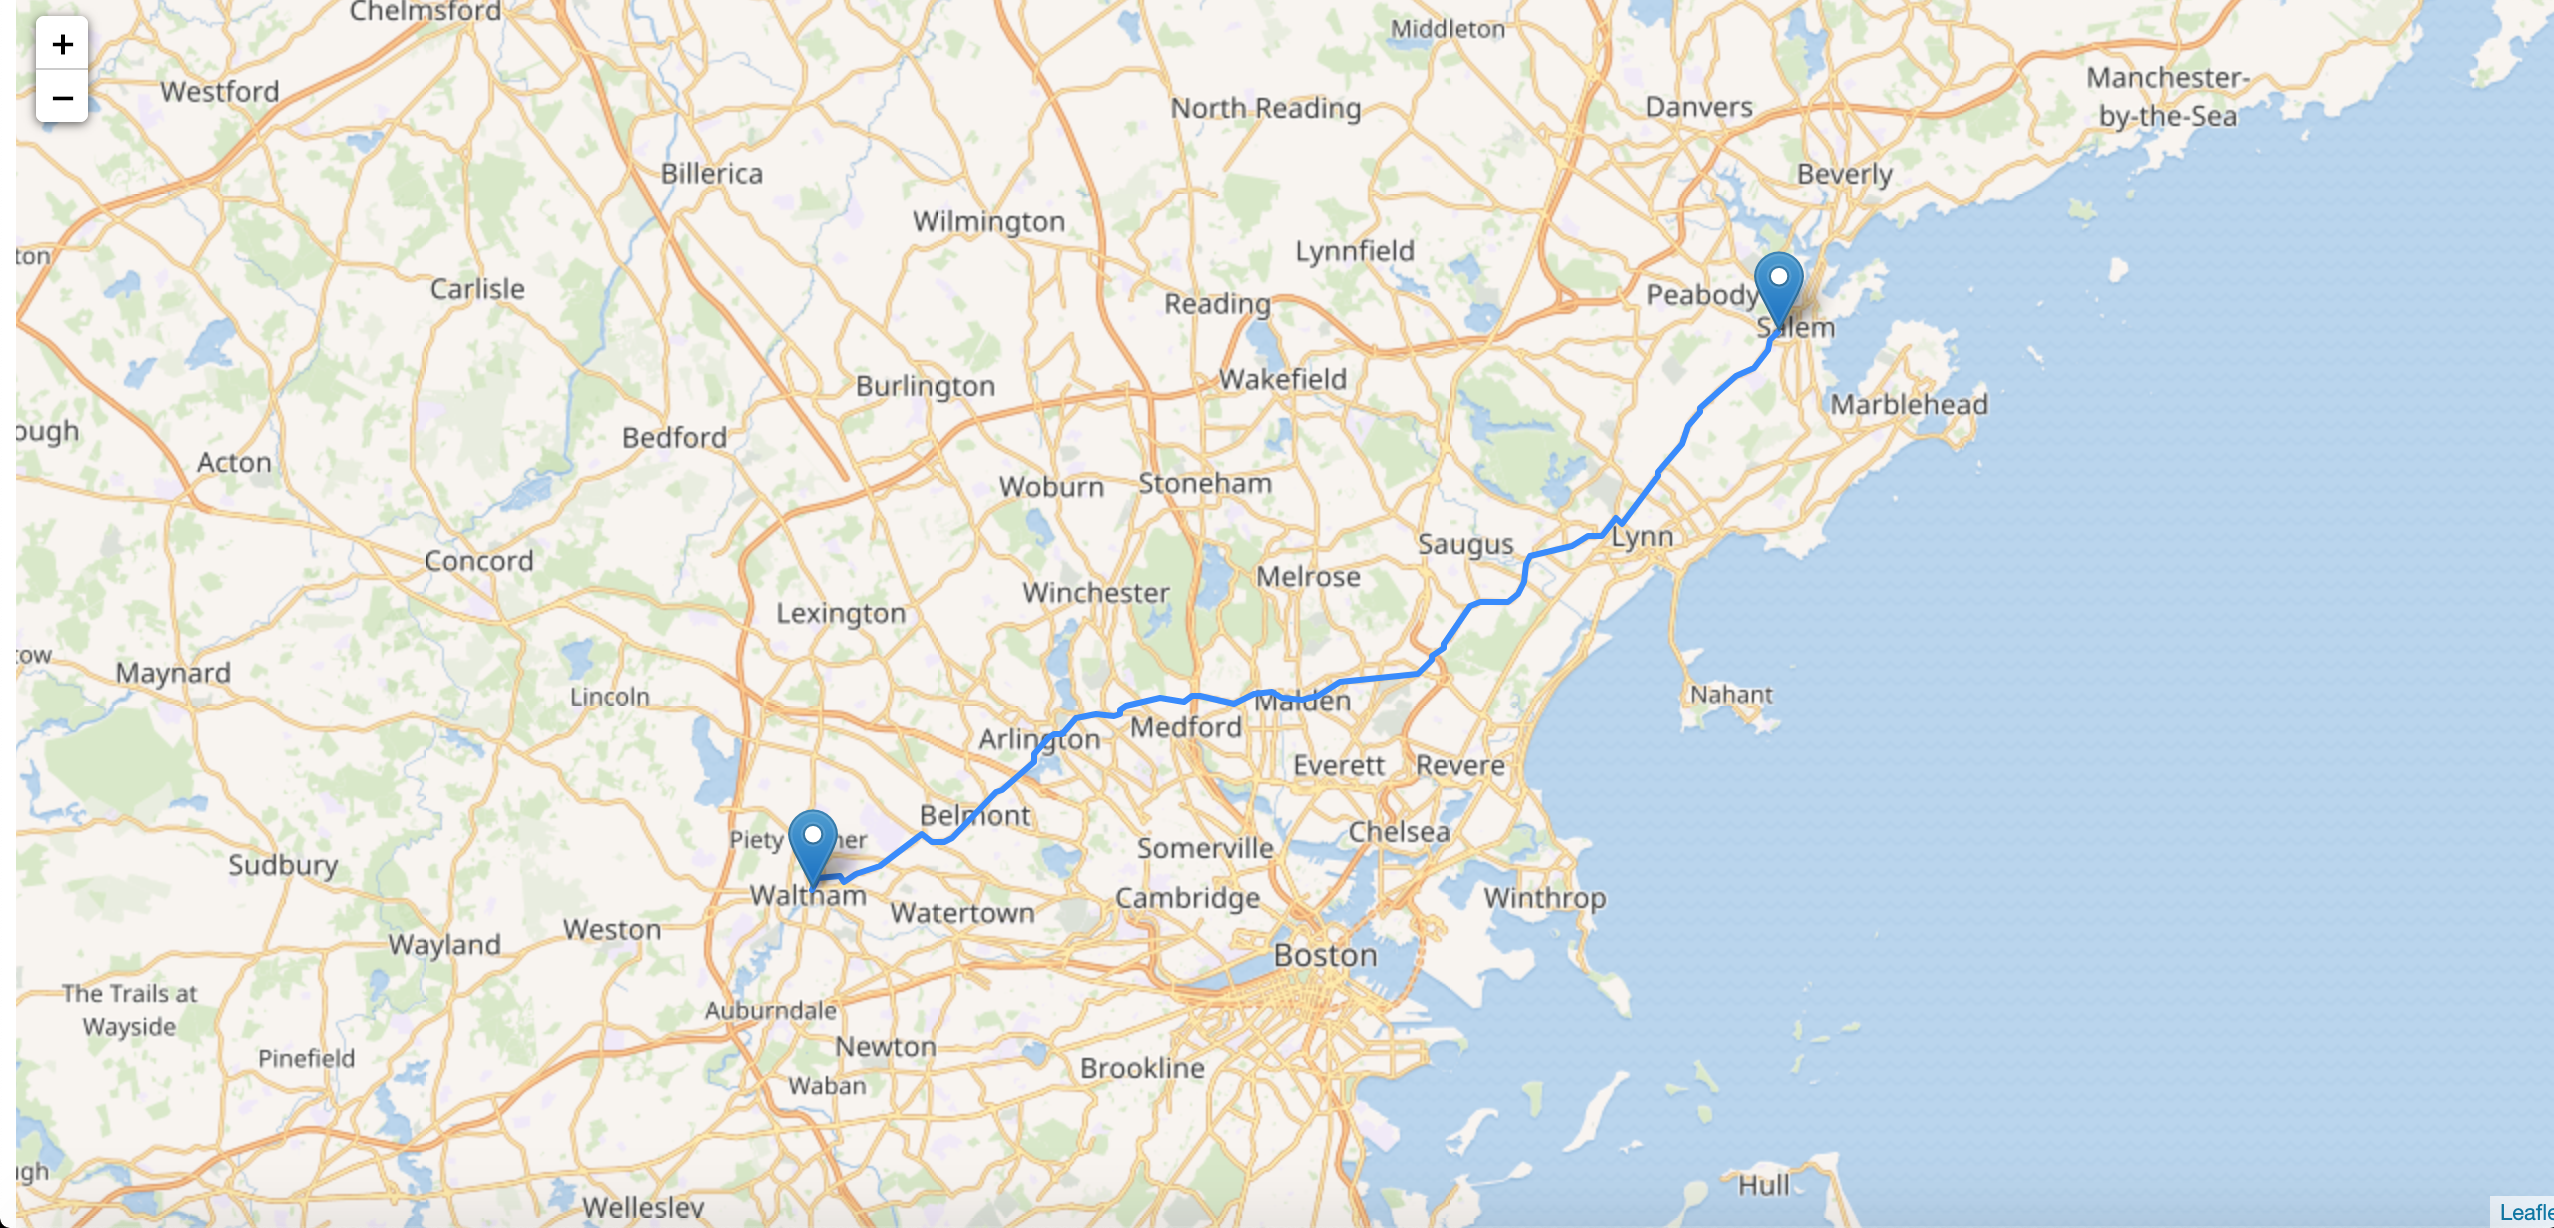 +
−
Chelmsford
Middleton
Westford
Manchester-
by-the-Sea
North Reading
Danvers
Billerica
Beverly
Wilmington
Lynnfield
ton
Carlisle
Peabody
Reading
Salem
Burlington
Wakefield
Marblehead
ough
Bedford
Acton
Woburn
Stoneham
Lynn
Saugus
Concord
Melrose
Winchester
Lexington
Maynard
Lincoln
Nahant
Malden
Medford
Arlington
Everett
Revere
Belmont
Chelsea
Piety
ner
Somerville
Sudbury
Waltham
Cambridge
Winthrop
Watertown
Weston
Wayland
Boston
The Trails at
Wayside
Auburndale
Newton
Pinefield
Brookline
Waban
Hull
Wellesley
Leafle